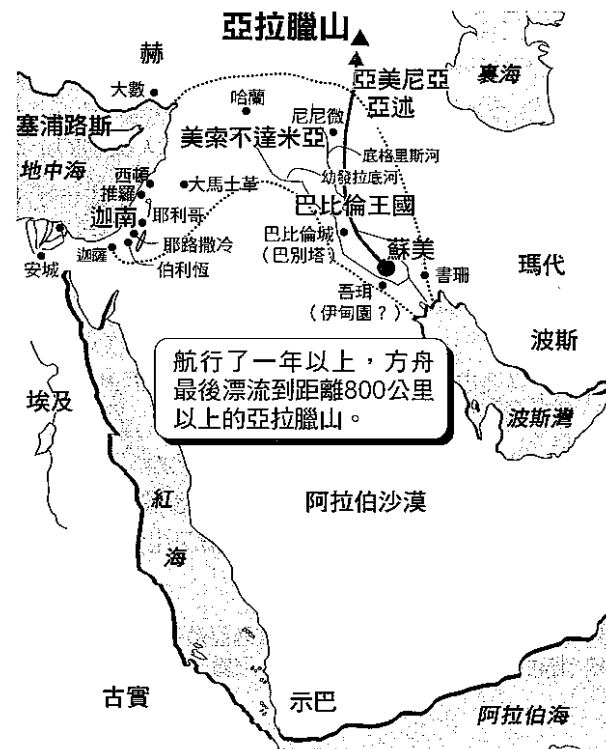 亞拉臘山
赫
裏海
亞美尼亞
亞述
大數
哈蘭
尼尼微
塞浦路斯
美索不達米亞
底格里斯河
地中海
西頓
幼發拉底河
推羅
大馬士革
巴比倫王國
迦南
耶利哥
巴比倫城
(巴別塔)
蘇美
耶路撒冷
迦薩
伯利恆
安城
書珊
瑪代
吾珥
(伊甸園?)
波斯
航行了一年以上,方舟
最後漂流到距離800公里
以上的亞拉臘山。
埃及
波斯灣
紅
海
阿拉伯沙漠
古實
示巴
阿拉伯海